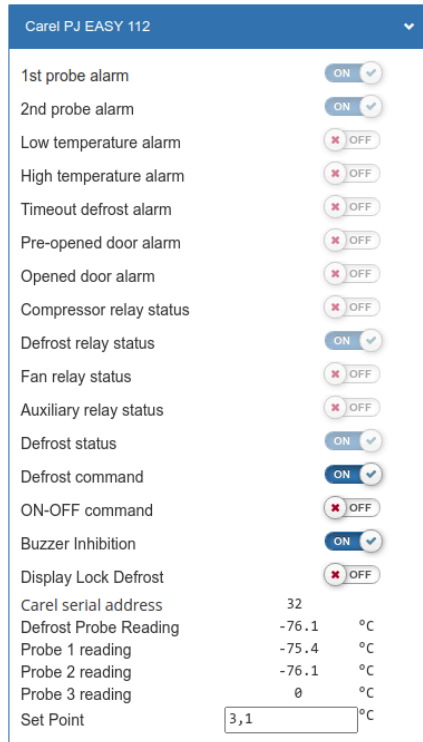 Carel PJ EASY 112
1st probe alarm ON
2nd probe alarm ON
Low temperature alarm OFF
High temperature alarm OFF
Timeout defrost alarm OFF
Pre-opened door alarm OFF
Opened door alarm OFF
Compressor relay status OFF
Defrost relay status ON
Fan relay status OFF
Auxiliary relay status OFF
Defrost status ON
Defrost command ON
ON-OFF command OFF
Buzzer Inhibition ON
Display Lock Defrost OFF
Carel serial address 32
Defrost Probe Reading -76.1 °C
Probe 1 reading -75.4 °C
Probe 2 reading -76.1 °C
Probe 3 reading 0 °C
Set Point 3,1 °C